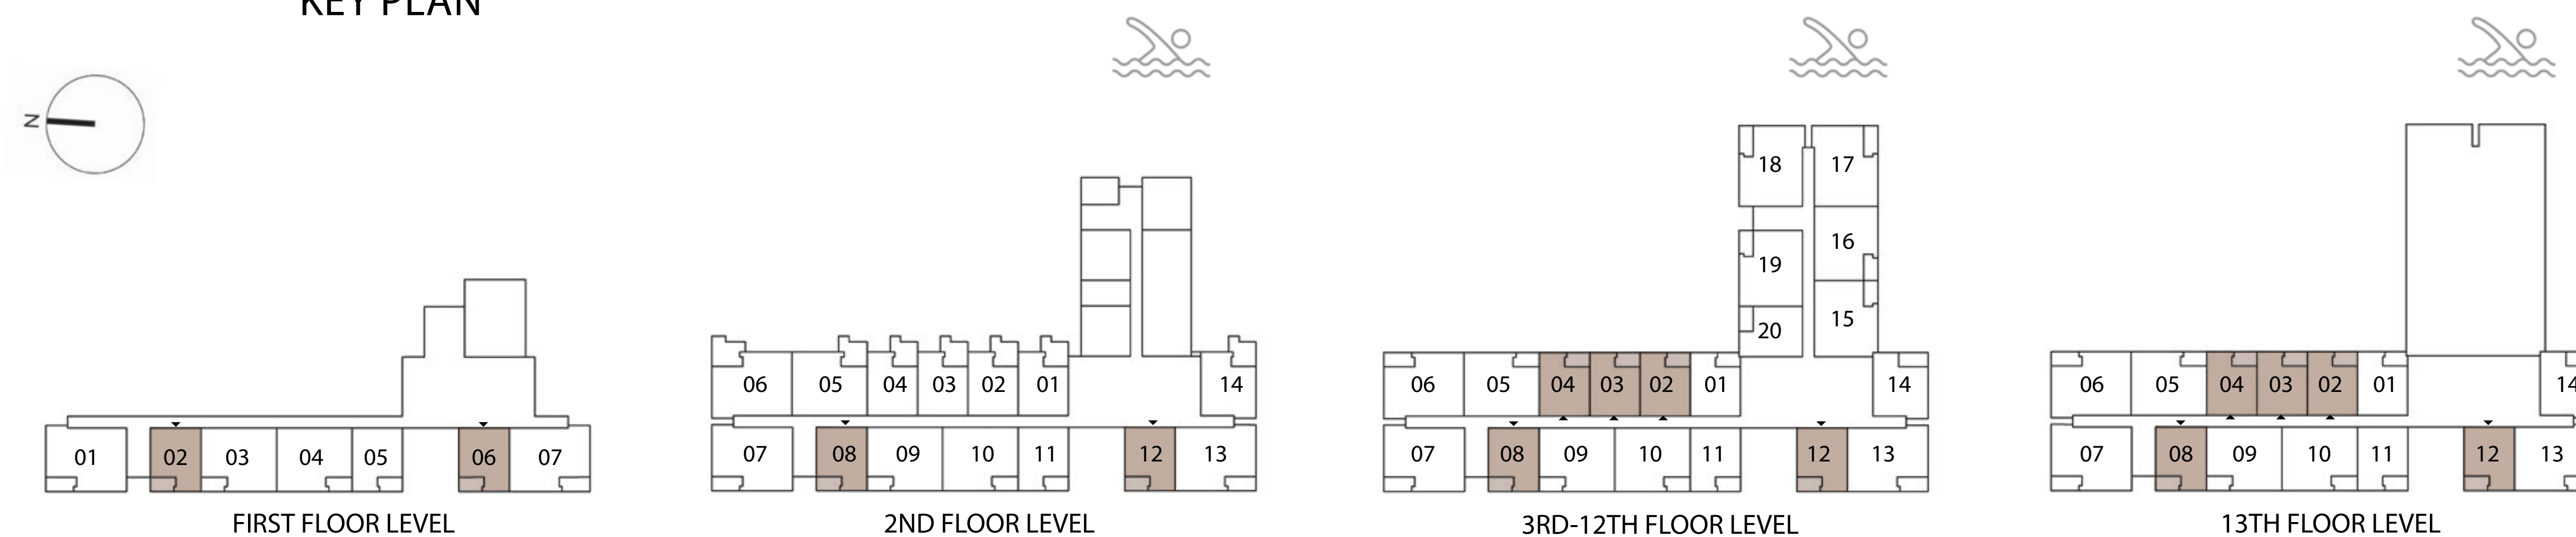 KEY PLAN
N
18 17
16
19
15
20
01 02 03 04 05 06 07
FIRST FLOOR LEVEL
06 05 04 03 02 01 14
07 08 09 10 11 12 13
2ND FLOOR LEVEL
06 05 04 03 02 01 14
07 08 09 10 11 12 13
3RD-12TH FLOOR LEVEL
06 05 04 03 02 01 14
07 08 09 10 11 12 13
13TH FLOOR LEVEL